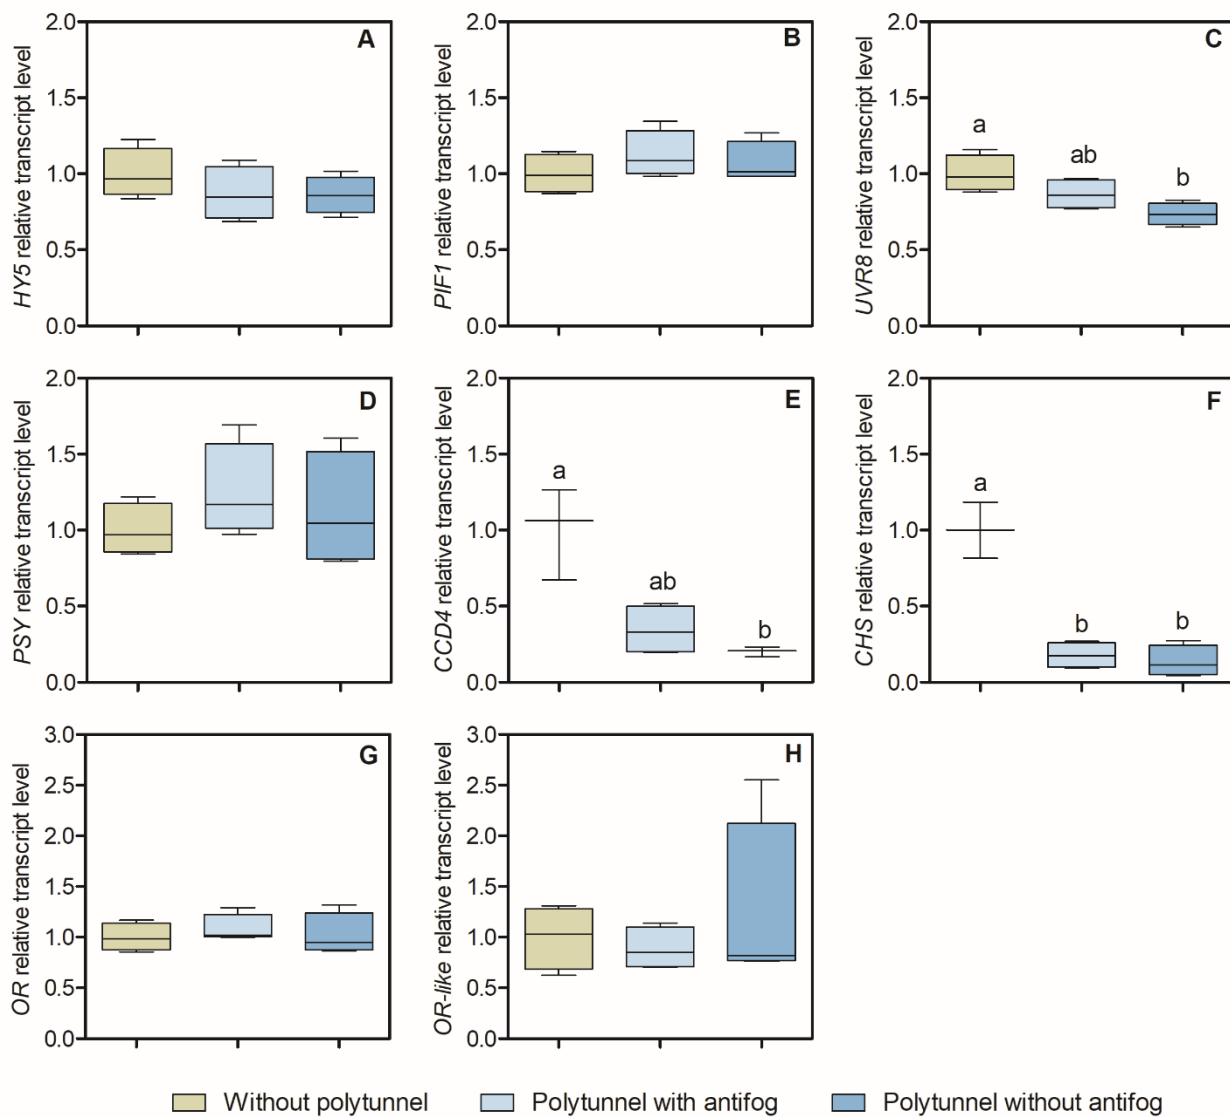 HY5 relative transcript level
2.0
1.5
1.0
0.5
0.0
A
PIF1 relative transcript level
2.0
1.5
1.0
0.5
0.0
B
UVR8 relative transcript level
2.0
1.5
1.0
0.5
0.0
C
a
ab
b
PSY relative transcript level
2.0
1.5
1.0
0.5
0.0
D
CCD4 relative transcript level
2.0
1.5
1.0
0.5
0.0
E
a
ab
b
CHS relative transcript level
2.0
1.5
1.0
0.5
0.0
F
a
b
b
OR relative transcript level
3.0
2.5
2.0
1.5
1.0
0.5
0.0
G
OR-like relative transcript level
3.0
2.5
2.0
1.5
1.0
0.5
0.0
H
Without polytunnel
Polytunnel with antifog
Polytunnel without antifog